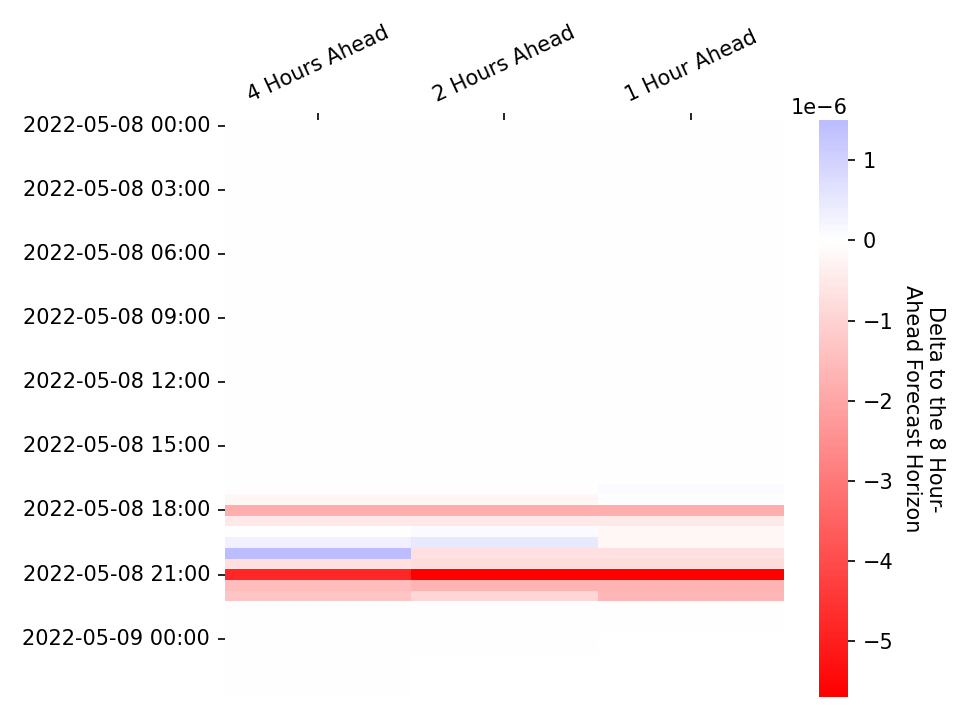 4 Hours Ahead
2 Hours Ahead
1 Hour Ahead
1e−6
2022-05-08 00:00
2022-05-08 03:00
2022-05-08 06:00
2022-05-08 09:00
2022-05-08 12:00
2022-05-08 15:00
2022-05-08 18:00
2022-05-08 21:00
2022-05-09 00:00
1
0
−1
−2
−3
−4
−5
Delta to the 8 Hour-
Ahead Forecast Horizon